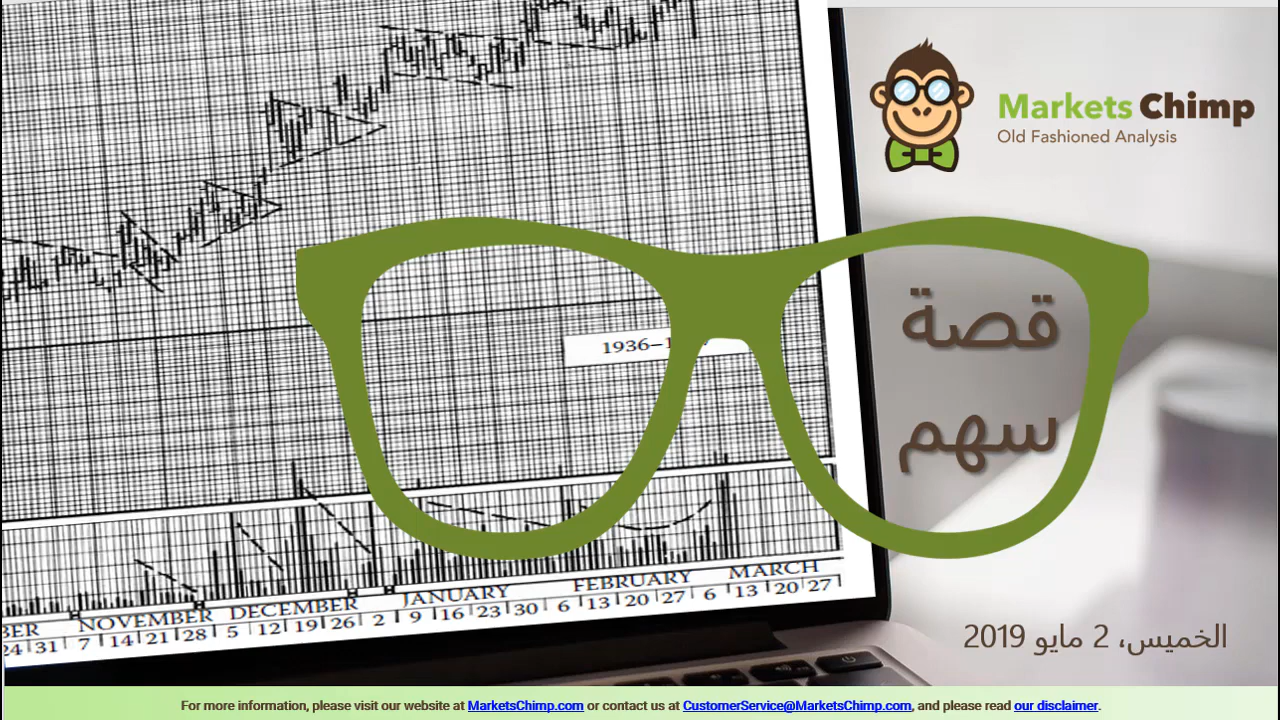 Markets Chimp
Old Fashioned Analysis
قصة
سهم
1936–1
NOVEMBER DECEMBER JANUARY FEBRUARY MARCH
24 31 7 14 21 28 5 12 19 26 2 9 16 23 30 6 13 20 27 6 13 20 27
الخميس، 2 مايو 2019
For more information, please visit our website at MarketsChimp.com or contact us at CustomerService@MarketsChimp.com, and please read our disclaimer.